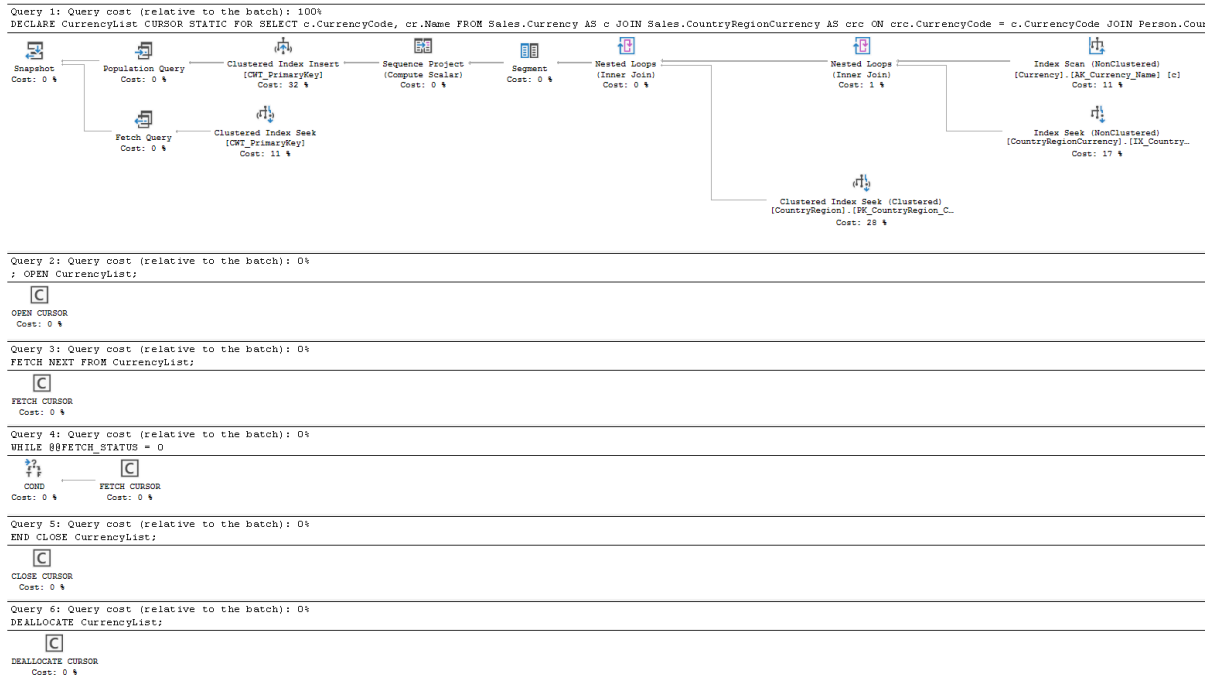 Query 1: Query cost (relative to the batch): 100%
DECLARE CurrencyList CURSOR STATIC FOR SELECT c.CurrencyCode, cr.Name FROM Sales.Currency AS c JOIN Sales.CountryRegionCurrency AS crc ON crc.CurrencyCode = c.CurrencyCode JOIN Person.Cour
Snapshot
Cost: 0 %
Population Query
Cost: 0 %
Clustered Index Insert
[CWT_PrimaryKey]
Cost: 32 %
Sequence Project
(Compute Scalar)
Cost: 0 %
Segment
Cost: 0 %
Nested Loops
(Inner Join)
Cost: 0 %
Nested Loops
(Inner Join)
Cost: 1 %
Index Scan (NonClustered)
[Currency].[AK_Currency_Name] [c]
Cost: 11 %
Fetch Query
Cost: 0 %
Clustered Index Seek
[CWT_PrimaryKey]
Cost: 11 %
Index Seek (NonClustered)
[CountryRegionCurrency].[IX_Country…
Cost: 17 %
Clustered Index Seek (Clustered)
[CountryRegion].[PK_CountryRegion_C…
Cost: 28 %
Query 2: Query cost (relative to the batch): 0%
; OPEN CurrencyList;
C
OPEN CURSOR
Cost: 0 %
Query 3: Query cost (relative to the batch): 0%
FETCH NEXT FROM CurrencyList;
C
FETCH CURSOR
Cost: 0 %
Query 4: Query cost (relative to the batch): 0%
WHILE @@FETCH_STATUS = 0
?
T F
COND
Cost: 0 %
C
FETCH CURSOR
Cost: 0 %
Query 5: Query cost (relative to the batch): 0%
END CLOSE CurrencyList;
C
CLOSE CURSOR
Cost: 0 %
Query 6: Query cost (relative to the batch): 0%
DEALLOCATE CurrencyList;
C
DEALLOCATE CURSOR
Cost: 0 %